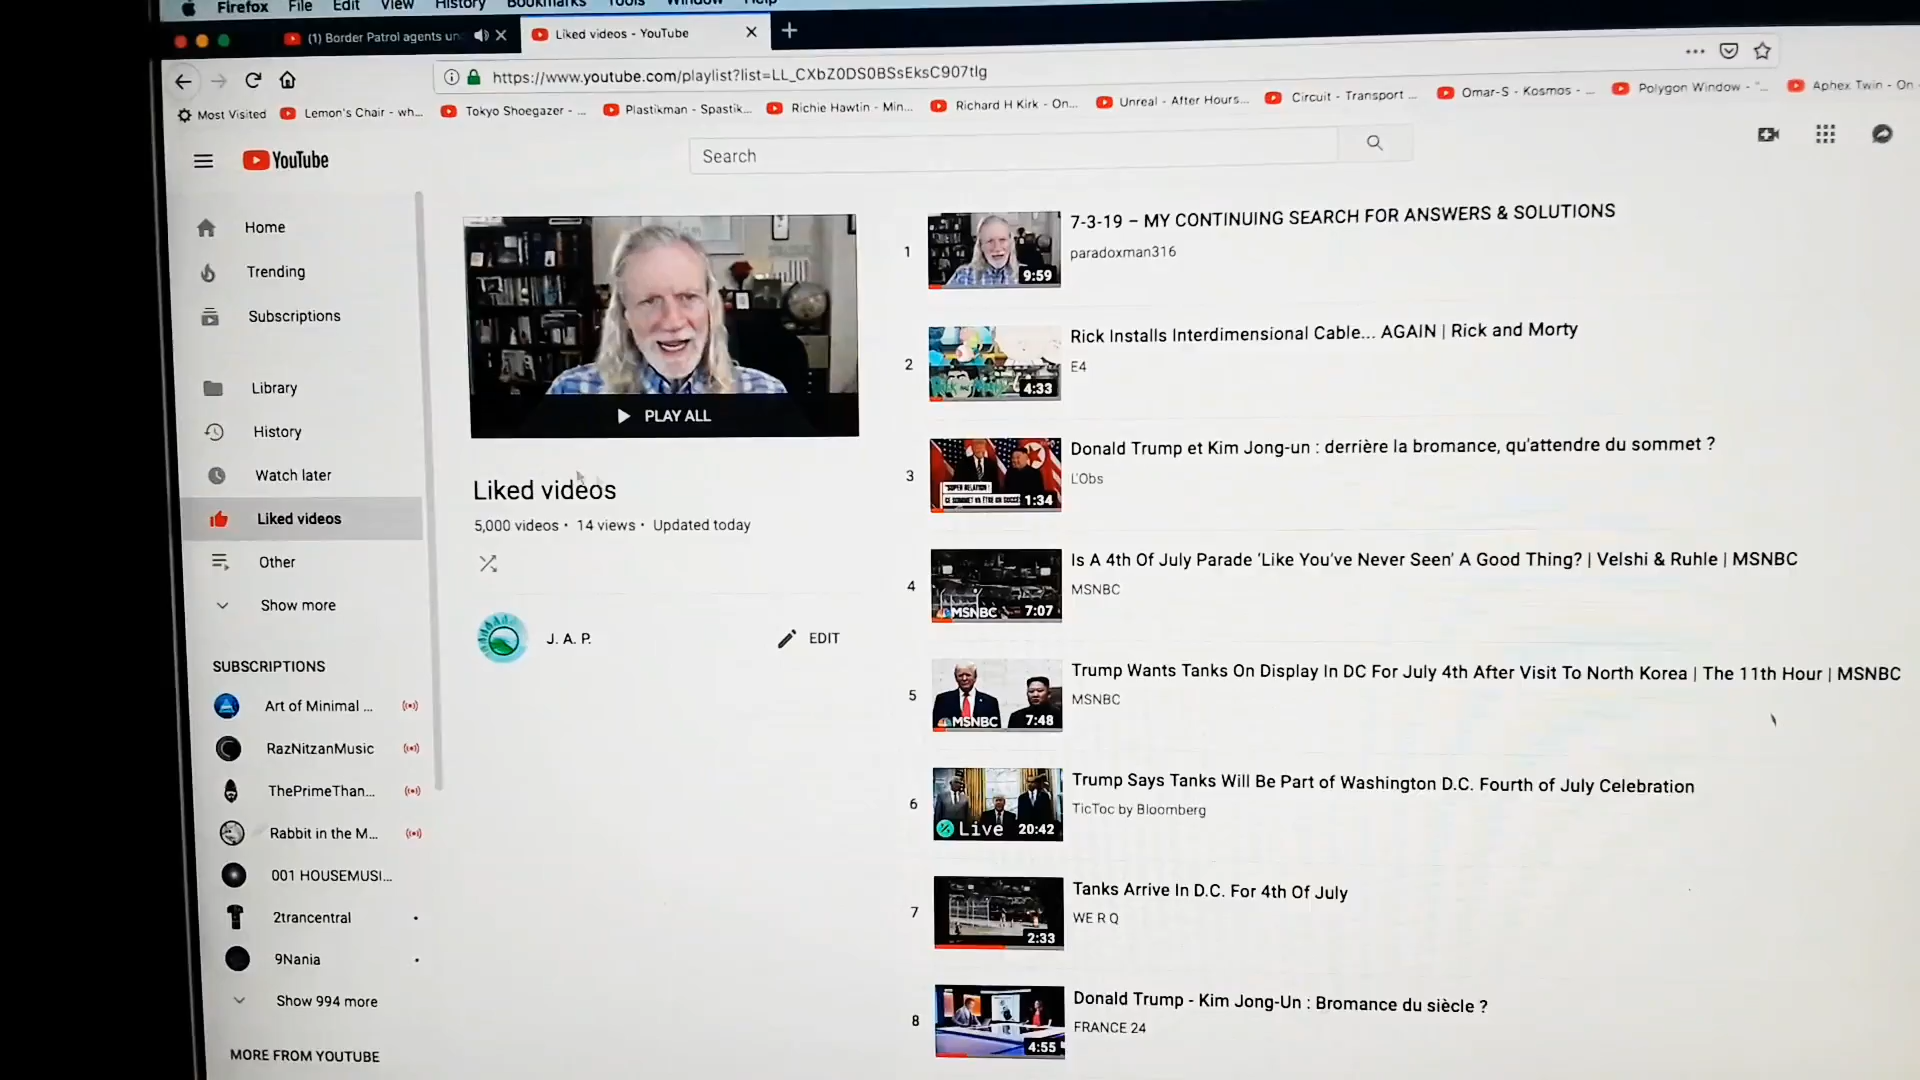 Firefox File Edit View History Bookmarks Tools Window Help
(1) Border Patrol agents un
Liked videos - YouTube
https://www.youtube.com/playlist?list=LL_CXbZ0DS0BSsEksC907tIg
Most Visited
Lemon's Chair - wh...
Tokyo Shoegazer - ...
Plastikman - Spastik...
Richie Hawtin - Min...
Richard H Kirk - On...
Unreal - After Hours...
Circuit - Transport ...
Omar-S - Kosmos - ...
Polygon Window - "...
Aphex Twin - On
YouTube
Search
Home
Trending
Subscriptions
Library
History
Watch later
Liked videos
Other
Show more
SUBSCRIPTIONS
Art of Minimal ...
RazNitzanMusic
ThePrimeThan...
Rabbit in the M...
001 HOUSEMUSI...
2trancentral
9Nania
Show 994 more
MORE FROM YOUTUBE
PLAY ALL
Liked videos
5,000 videos • 14 views • Updated today
J. A. P.
EDIT
1
9:59
7-3-19 – MY CONTINUING SEARCH FOR ANSWERS & SOLUTIONS
paradoxman316
2
4:33
Rick Installs Interdimensional Cable... AGAIN | Rick and Morty
E4
3
1:34
Donald Trump et Kim Jong-un : derrière la bromance, qu'attendre du sommet ?
L'Obs
4
MSNBC
7:07
Is A 4th Of July Parade ‘Like You’ve Never Seen’ A Good Thing? | Velshi & Ruhle | MSNBC
MSNBC
5
MSNBC
7:48
Trump Wants Tanks On Display In DC For July 4th After Visit To North Korea | The 11th Hour | MSNBC
MSNBC
6
Live
20:42
Trump Says Tanks Will Be Part of Washington D.C. Fourth of July Celebration
TicToc by Bloomberg
7
2:33
Tanks Arrive In D.C. For 4th Of July
WE R Q
8
4:55
Donald Trump - Kim Jong-Un : Bromance du siècle ?
FRANCE 24